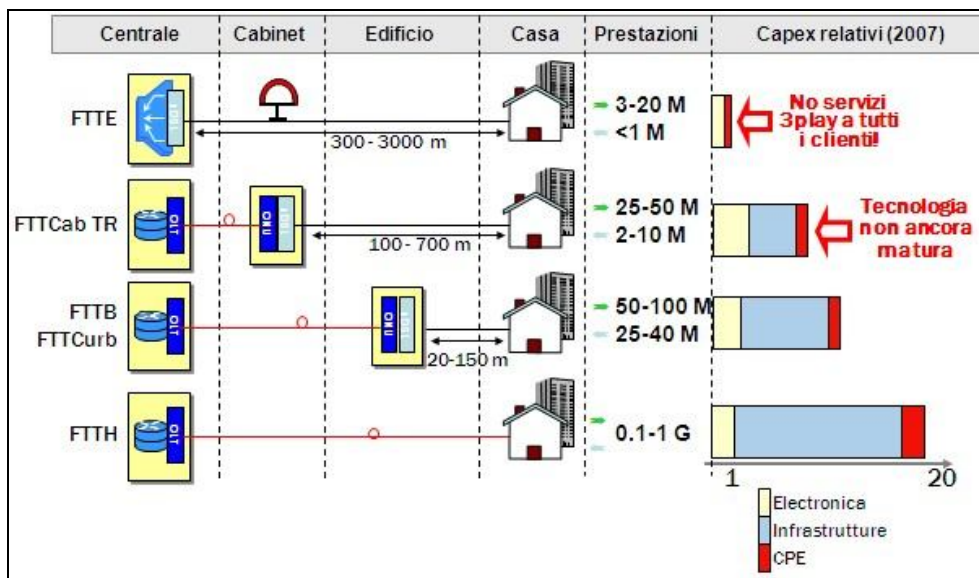 Centrale
Cabinet
Edificio
Casa
Prestazioni
Capex relativi (2007)
FTTE
300-3000 m
3-20 M
<1 M
No servizi
3play a tutti
i clienti!
FTTCab TR
OLT
ONU
100-700 m
25-50 M
2-10 M
Tecnologia
non ancora
matura
FTTB
FTTCurb
OLT
ONU
20-150 m
50-100 M
25-40 M
FTTH
OLT
0.1-1 G
1
20
Electronica
Infrastrutture
CPE